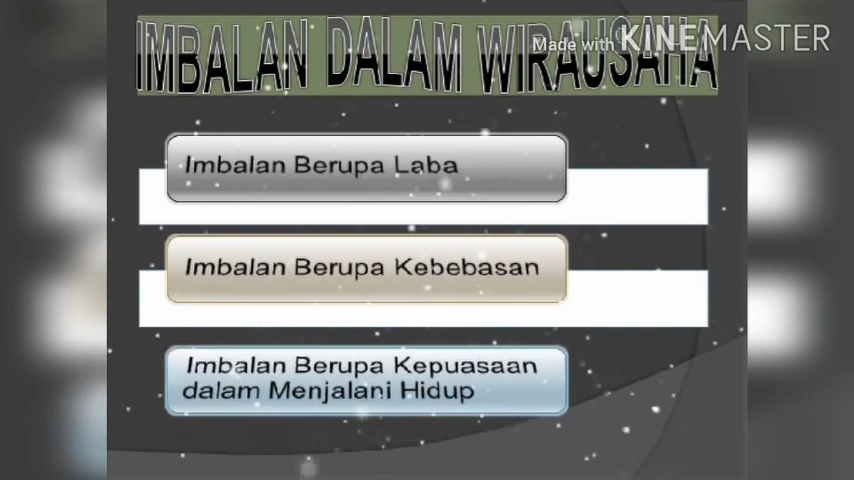 IMBALAN DALAM WIRAUSAHA
Made with KINEMASTER
Imbalan Berupa Laba
Imbalan Berupa Kebebasan
Imbalan Berupa Kepuasaan
dalam Menjalani Hidup